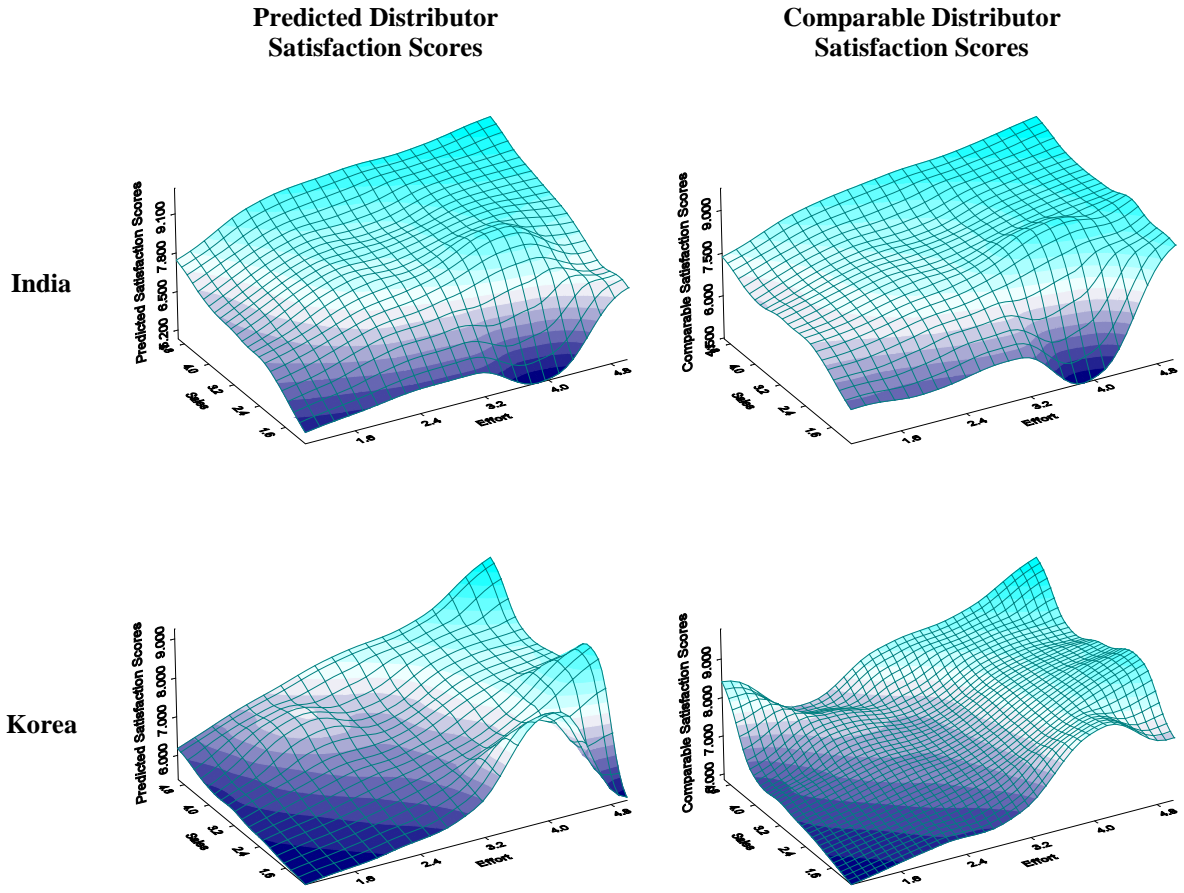 Predicted Distributor
Satisfaction Scores
Comparable Distributor
Satisfaction Scores
India
Predicted Satisfaction Scores
9.100
7.800
6.500
5.200
4.0
3.2
2.4
1.6
Sales
1.6
2.4
3.2
4.0
4.8
Effort
Comparable Satisfaction Scores
9.000
7.500
6.000
4.500
4.0
3.2
2.4
1.6
Sales
1.6
2.4
3.2
4.0
4.8
Effort
Korea
Predicted Satisfaction Scores
9.000
8.000
7.000
6.000
4.8
4.0
3.2
2.4
1.6
Sales
1.6
2.4
3.2
4.0
4.8
Effort
Comparable Satisfaction Scores
9.000
8.000
7.000
6.000
4.0
3.2
2.4
1.6
Sales
1.6
2.4
3.2
4.0
4.8
Effort